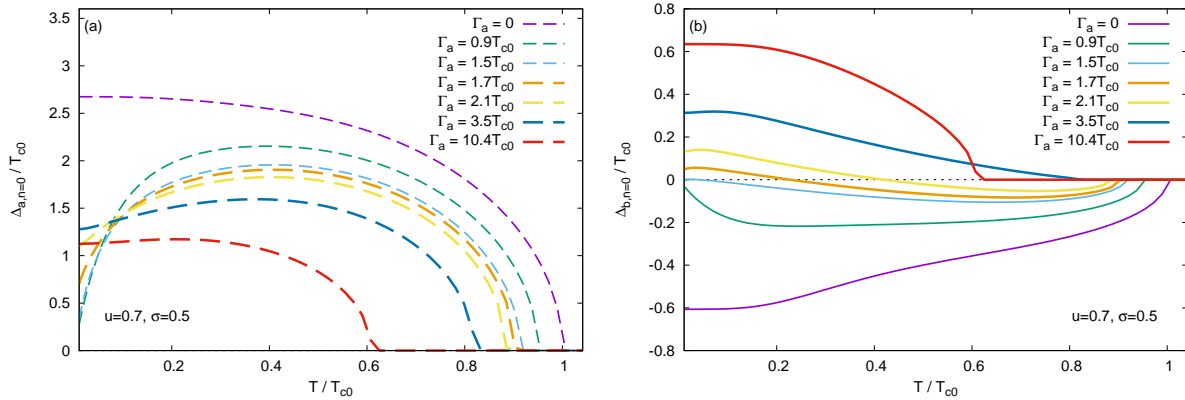 (a)
Γa = 0
Γa = 0.9Tc0
Γa = 1.5Tc0
Γa = 1.7Tc0
Γa = 2.1Tc0
Γa = 3.5Tc0
Γa = 10.4Tc0
3.5
3
2.5
2
1.5
1
0.5
0
Δa,n=0 / Tc0
u=0.7, σ=0.5
0.2
0.4
0.6
0.8
1
T / Tc0
(b)
Γa = 0
Γa = 0.9Tc0
Γa = 1.5Tc0
Γa = 1.7Tc0
Γa = 2.1Tc0
Γa = 3.5Tc0
Γa = 10.4Tc0
0.8
0.6
0.4
0.2
0
-0.2
-0.4
-0.6
-0.8
Δb,n=0 / Tc0
u=0.7, σ=0.5
0.2
0.4
0.6
0.8
1
T / Tc0